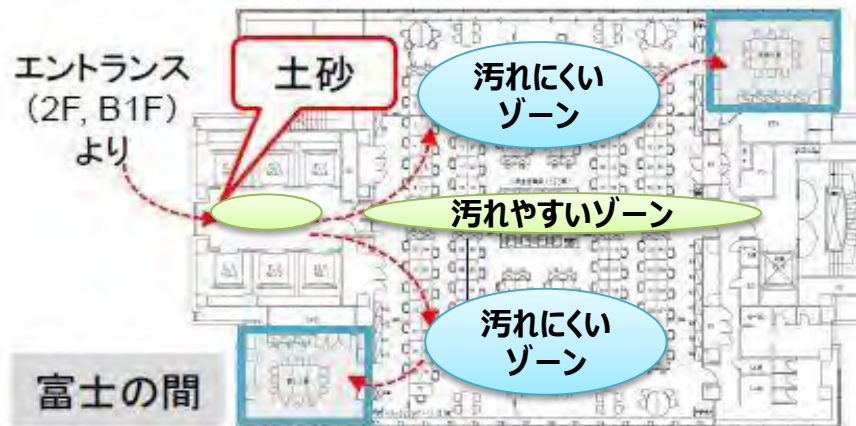 エントランス
(2F, B1F)
より
土砂
汚れにくい
ゾーン
汚れやすいゾーン
汚れにくい
ゾーン
富士の間